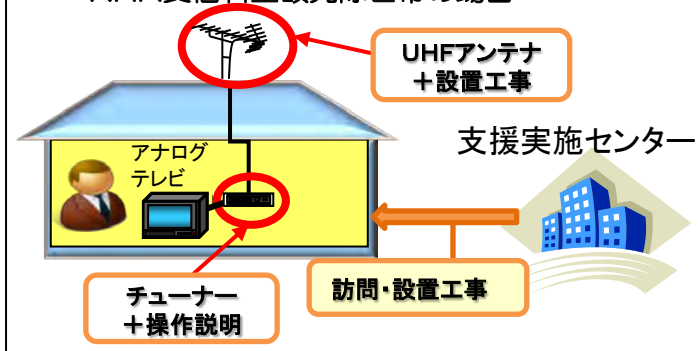 UHFアンテナ
＋設置工事
支援実施センター
アナログ
テレビ
チューナー
＋操作説明
訪問・設置工事